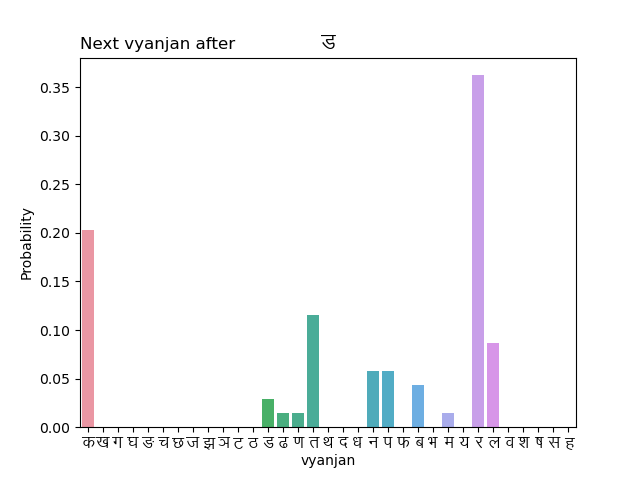 Next vyanjan after ड
0.35
0.30
0.25
0.20
0.15
0.10
0.05
0.00
Probability
क ख ग घ ङ च छ ज झ ञ ट ठ ड ढ ण त थ द ध न प फ ब भ म य र ल व श ष स ह
vyanjan